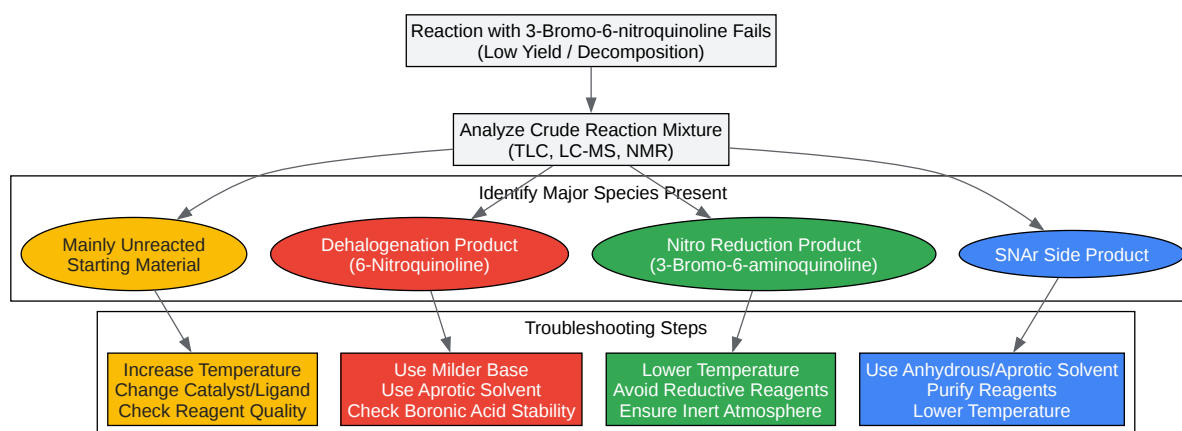 Reaction with 3-Bromo-6-nitroquinoline Fails
(Low Yield / Decomposition)
Analyze Crude Reaction Mixture
(TLC, LC-MS, NMR)
Identify Major Species Present
Mainly Unreacted
Starting Material
Dehalogenation Product
(6-Nitroquinoline)
Nitro Reduction Product
(3-Bromo-6-aminoquinoline)
SNAr Side Product
Troubleshooting Steps
Increase Temperature
Change Catalyst/Ligand
Check Reagent Quality
Use Milder Base
Use Aprotic Solvent
Check Boronic Acid Stability
Lower Temperature
Avoid Reductive Reagents
Ensure Inert Atmosphere
Use Anhydrous/Aprotic Solvent
Purify Reagents
Lower Temperature